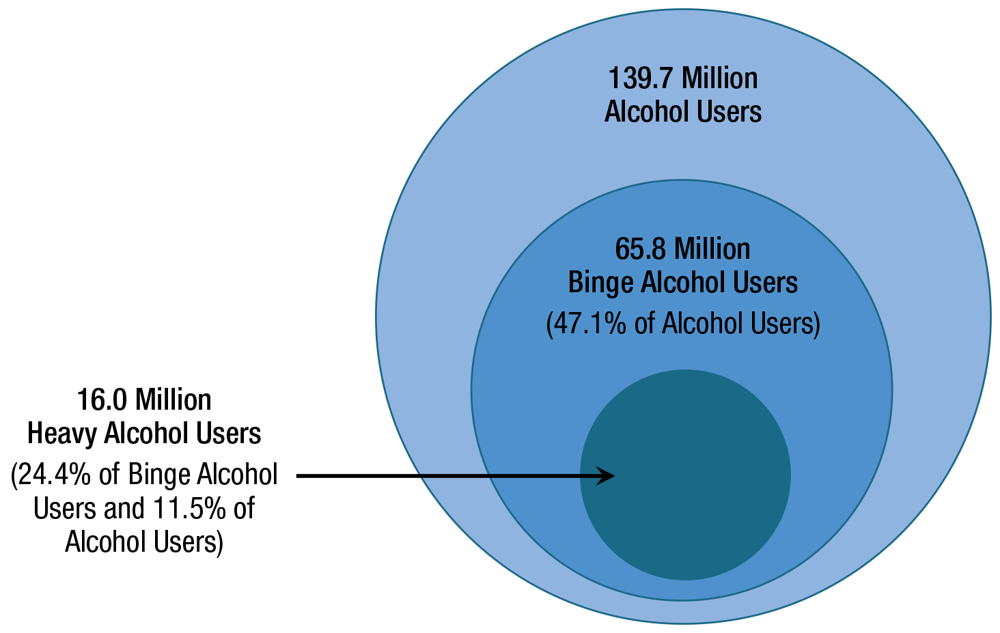 139.7 Million
Alcohol Users
65.8 Million
Binge Alcohol Users
(47.1% of Alcohol Users)
16.0 Million
Heavy Alcohol Users
(24.4% of Binge Alcohol
Users and 11.5% of
Alcohol Users)